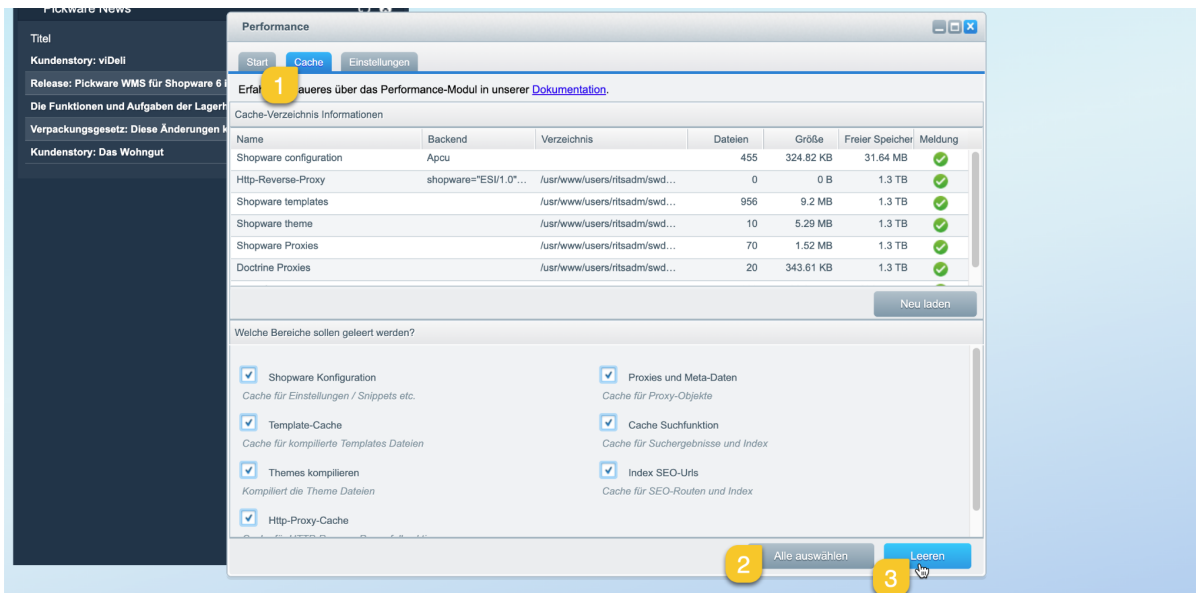 Pickware News
Titel
Kundenstory: viDeli
Release: Pickware WMS für Shopware 6 i
Die Funktionen und Aufgaben der Lagerh
Verpackungsgesetz: Diese Änderungen k
Kundenstory: Das Wohngut
Performance
Start Cache Einstellungen
1
Erfah aueres über das Performance-Modul in unserer Dokumentation.
Cache-Verzeichnis Informationen
Name Backend Verzeichnis Dateien Größe Freier Speicher Meldung
Shopware configuration Apcu 455 324.82 KB 31.64 MB
Http-Reverse-Proxy shopware="ESI/1.0"... /usr/www/users/ritsadm/swd... 0 0 B 1.3 TB
Shopware templates /usr/www/users/ritsadm/swd... 956 9.2 MB 1.3 TB
Shopware theme /usr/www/users/ritsadm/swd... 10 5.29 MB 1.3 TB
Shopware Proxies /usr/www/users/ritsadm/swd... 70 1.52 MB 1.3 TB
Doctrine Proxies /usr/www/users/ritsadm/swd... 20 343.61 KB 1.3 TB
Neu laden
Welche Bereiche sollen geleert werden?
Shopware Konfiguration Proxies und Meta-Daten
Cache für Einstellungen / Snippets etc. Cache für Proxy-Objekte
Template-Cache Cache Suchfunktion
Cache für kompilierte Templates Dateien Cache für Suchergebnisse und Index
Themes kompilieren Index SEO-Urls
Kompiliert die Theme Dateien Cache für SEO-Routen und Index
Http-Proxy-Cache
2 Alle auswählen 3 Leeren